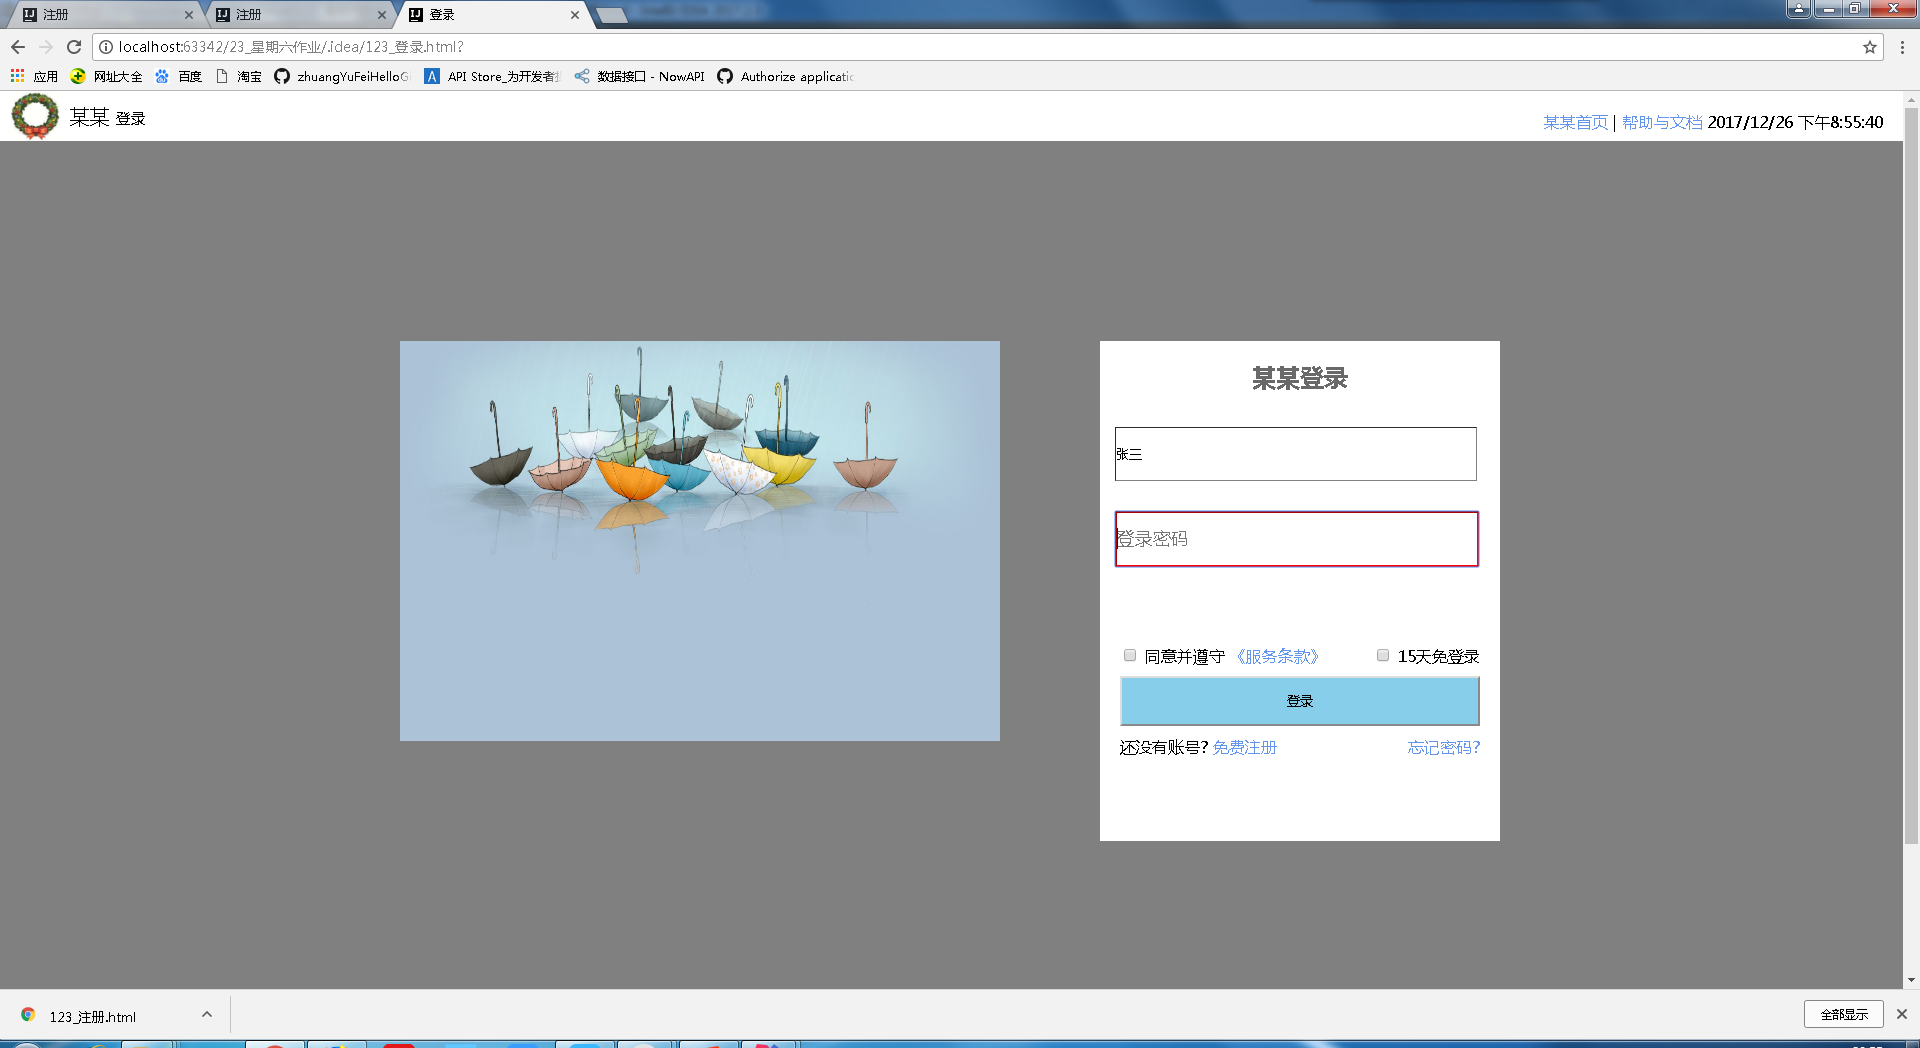 注册
注册
登录
localhost:63342/23_星期六作业/.idea/123_登录.html?
应用 网址大全 百度 淘宝 zhuangYuFeiHelloG API Store_为开发者 数据接口 - NowAPI Authorize applicatio
某某 登录
某某首页 | 帮助与文档 2017/12/26 下午8:55:40
某某登录
张三
登录密码
同意并遵守 《服务条款》 15天免登录
登录
还没有账号? 免费注册 忘记密码?
123_注册.html
全部显示